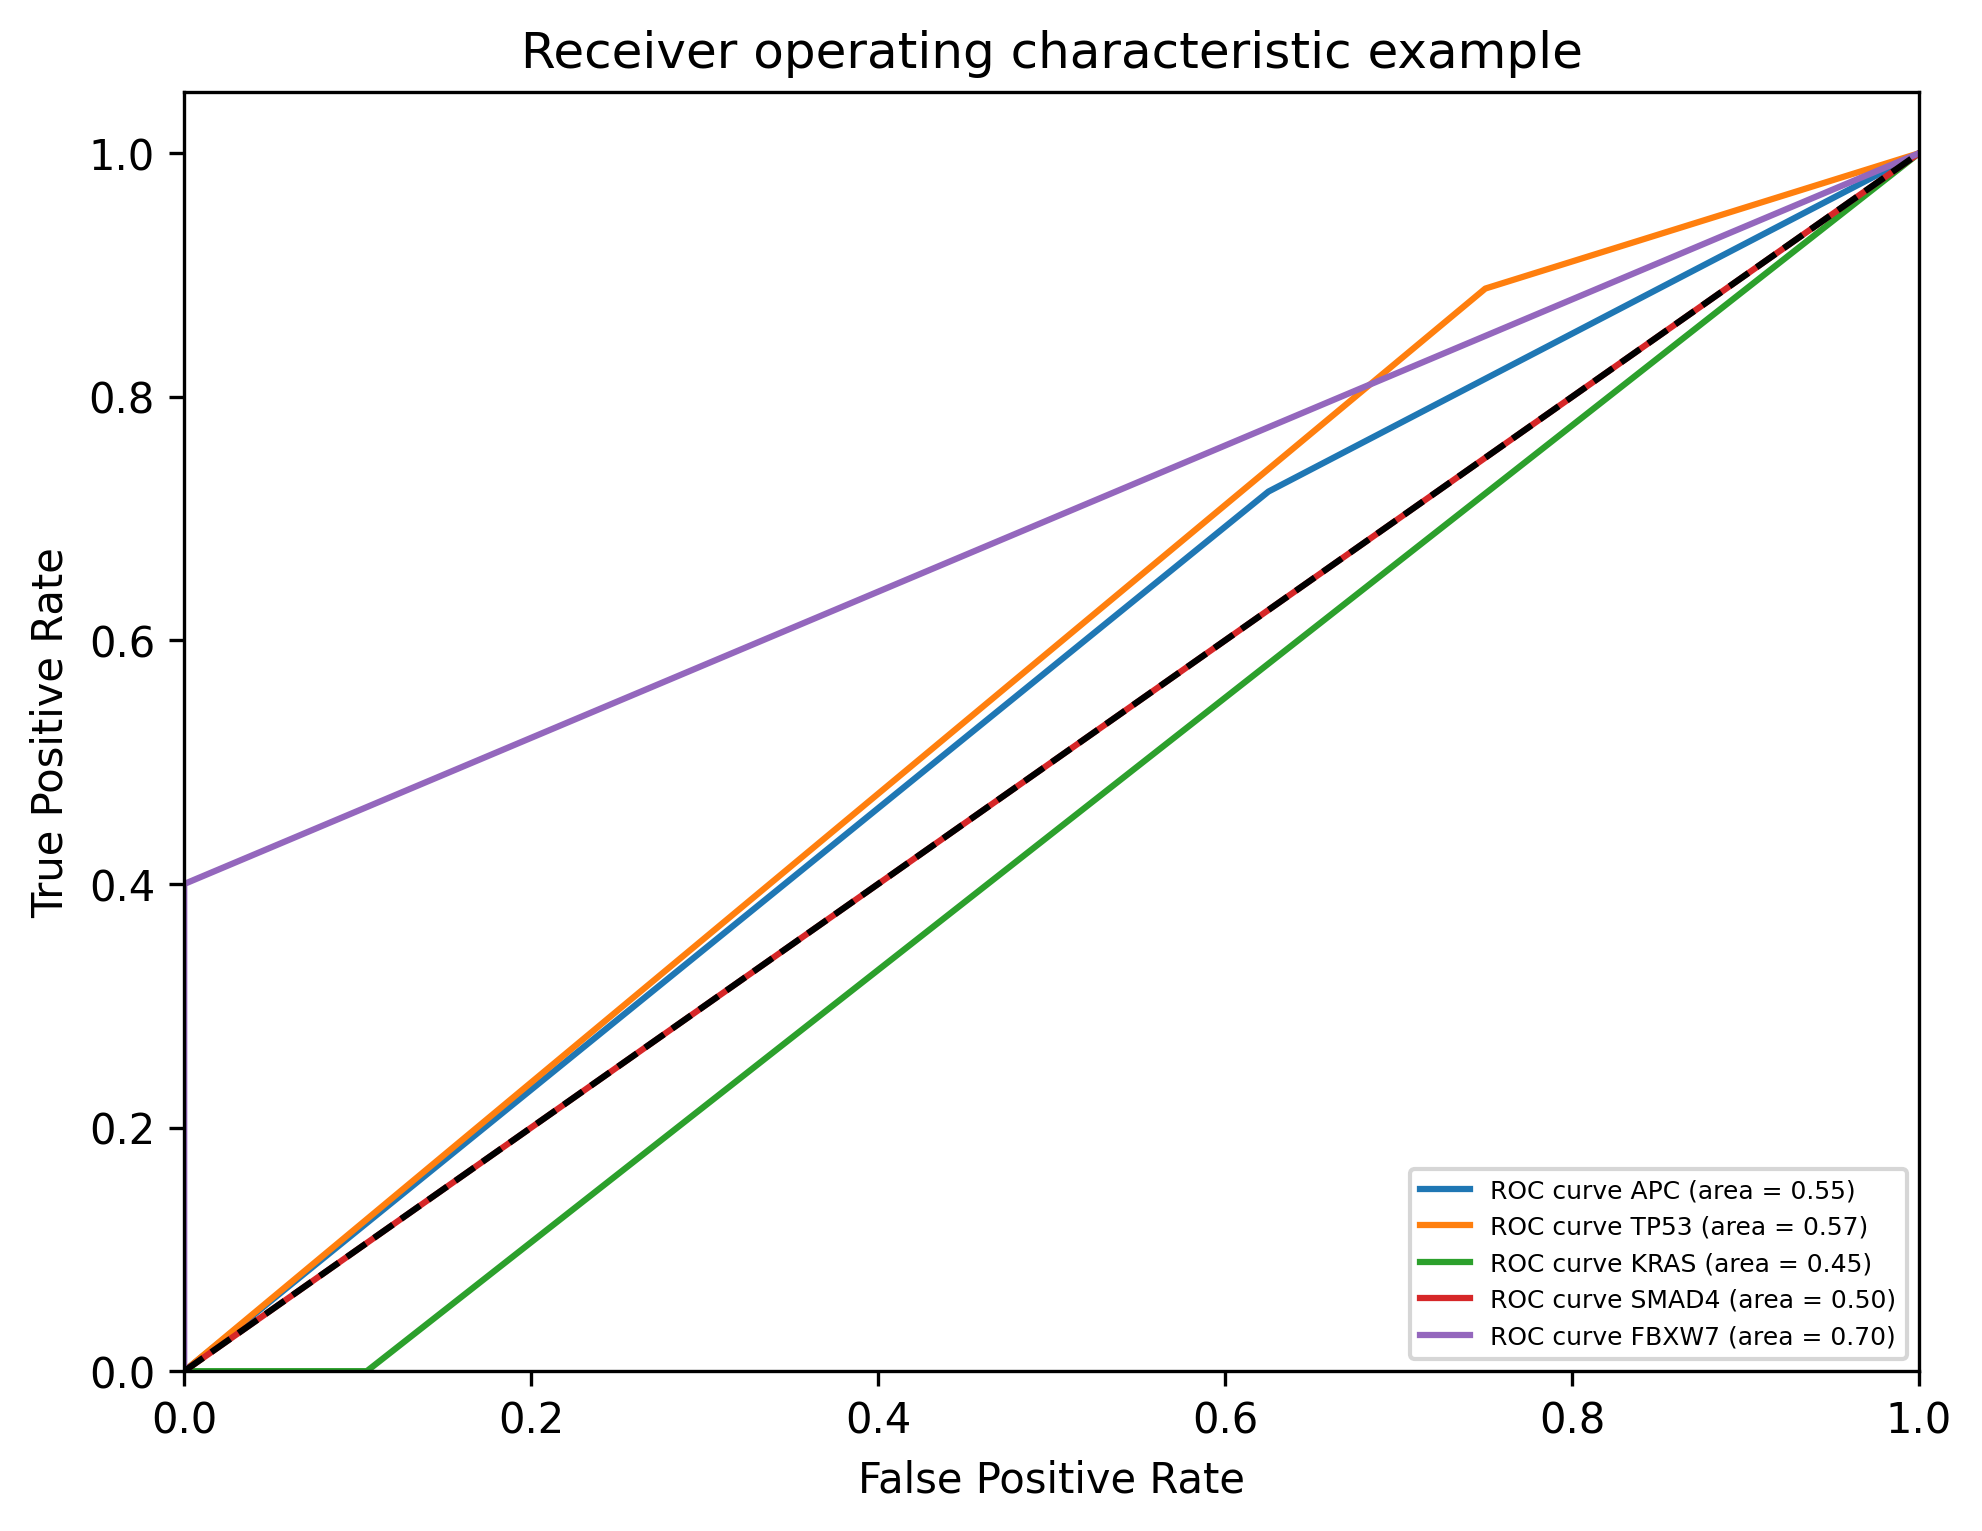 Receiver operating characteristic example
True Positive Rate
1.0
0.8
0.6
0.4
0.2
0.0
0.0 0.2 0.4 0.6 0.8 1.0
False Positive Rate
ROC curve APC (area = 0.55)
ROC curve TP53 (area = 0.57)
ROC curve KRAS (area = 0.45)
ROC curve SMAD4 (area = 0.50)
ROC curve FBXW7 (area = 0.70)